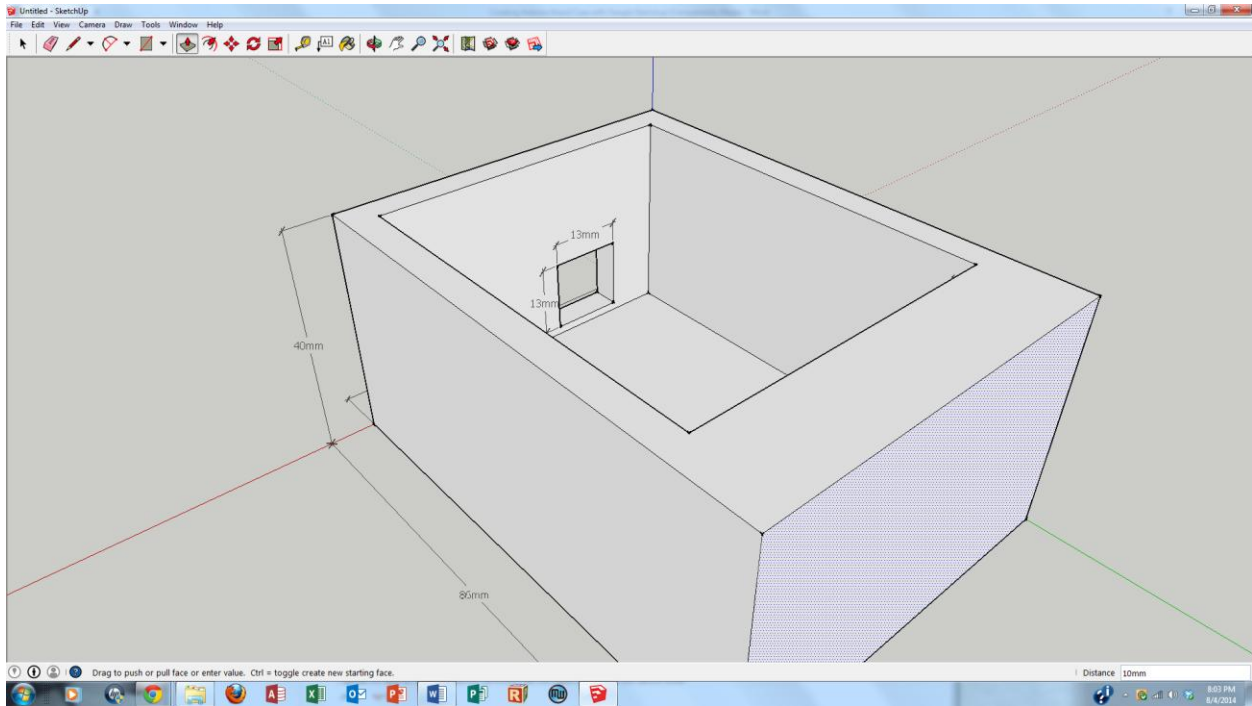 Untitled - SketchUp
File Edit View Camera Draw Tools Window Help
13mm
13mm
40mm
86mm
Drag to push or pull face or enter value. Ctrl = toggle create new starting face.
Distance 10mm
8:03 PM
8/4/2014